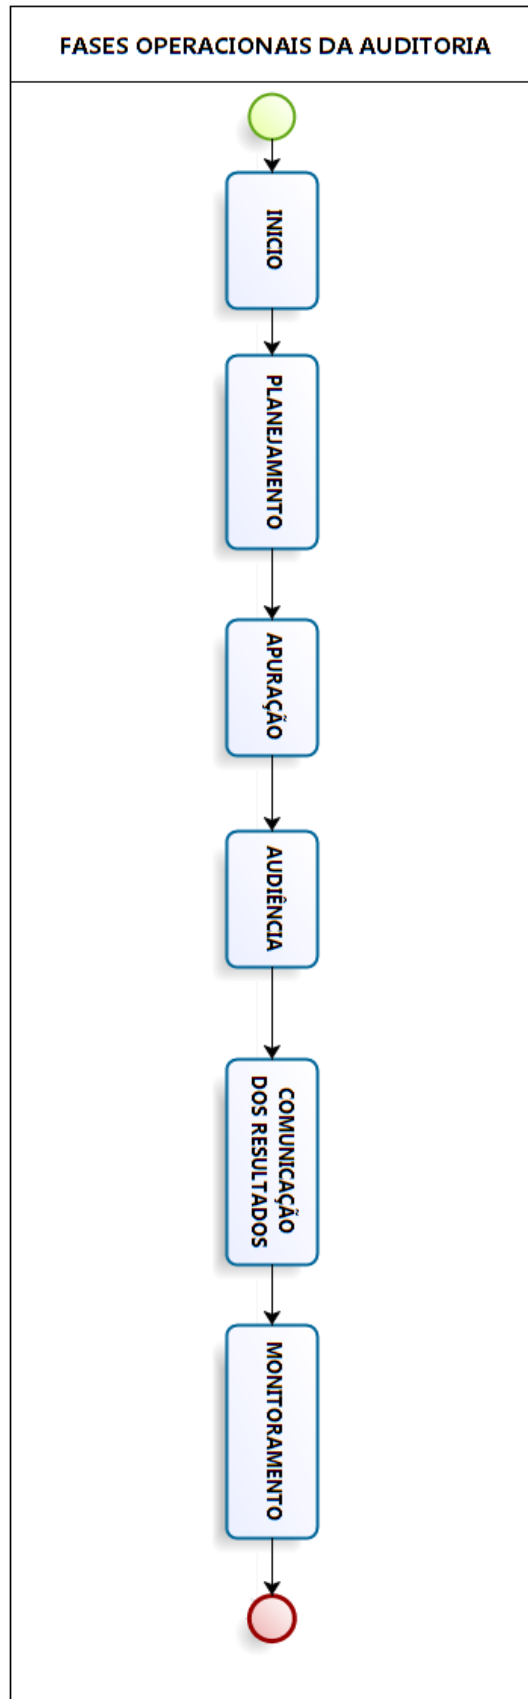 FASES OPERACIONAIS DA AUDITORIA
INICIO
PLANEJAMENTO
APURAÇÃO
AUDIÊNCIA
COMUNICAÇÃO
DOS RESULTADOS
MONITORAMENTO